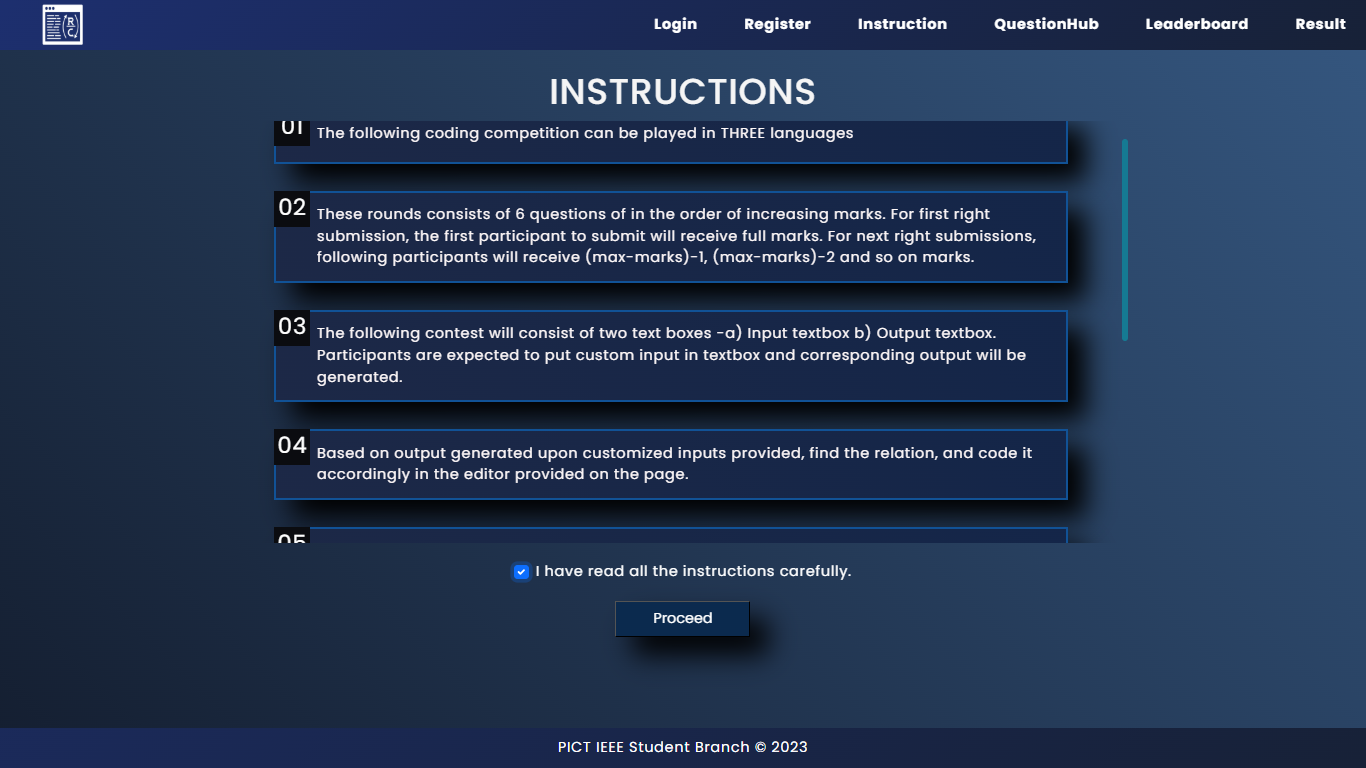 R
C
Login Register Instruction QuestionHub Leaderboard Result
INSTRUCTIONS
01 The following coding competition can be played in THREE languages
02 These rounds consists of 6 questions of in the order of increasing marks. For first right
submission, the first participant to submit will receive full marks. For next right submissions,
following participants will receive (max-marks)-1, (max-marks)-2 and so on marks.
03 The following contest will consist of two text boxes -a) Input textbox b) Output textbox.
Participants are expected to put custom input in textbox and corresponding output will be
generated.
04 Based on output generated upon customized inputs provided, find the relation, and code it
accordingly in the editor provided on the page.
05
I have read all the instructions carefully.
Proceed
PICT IEEE Student Branch © 2023